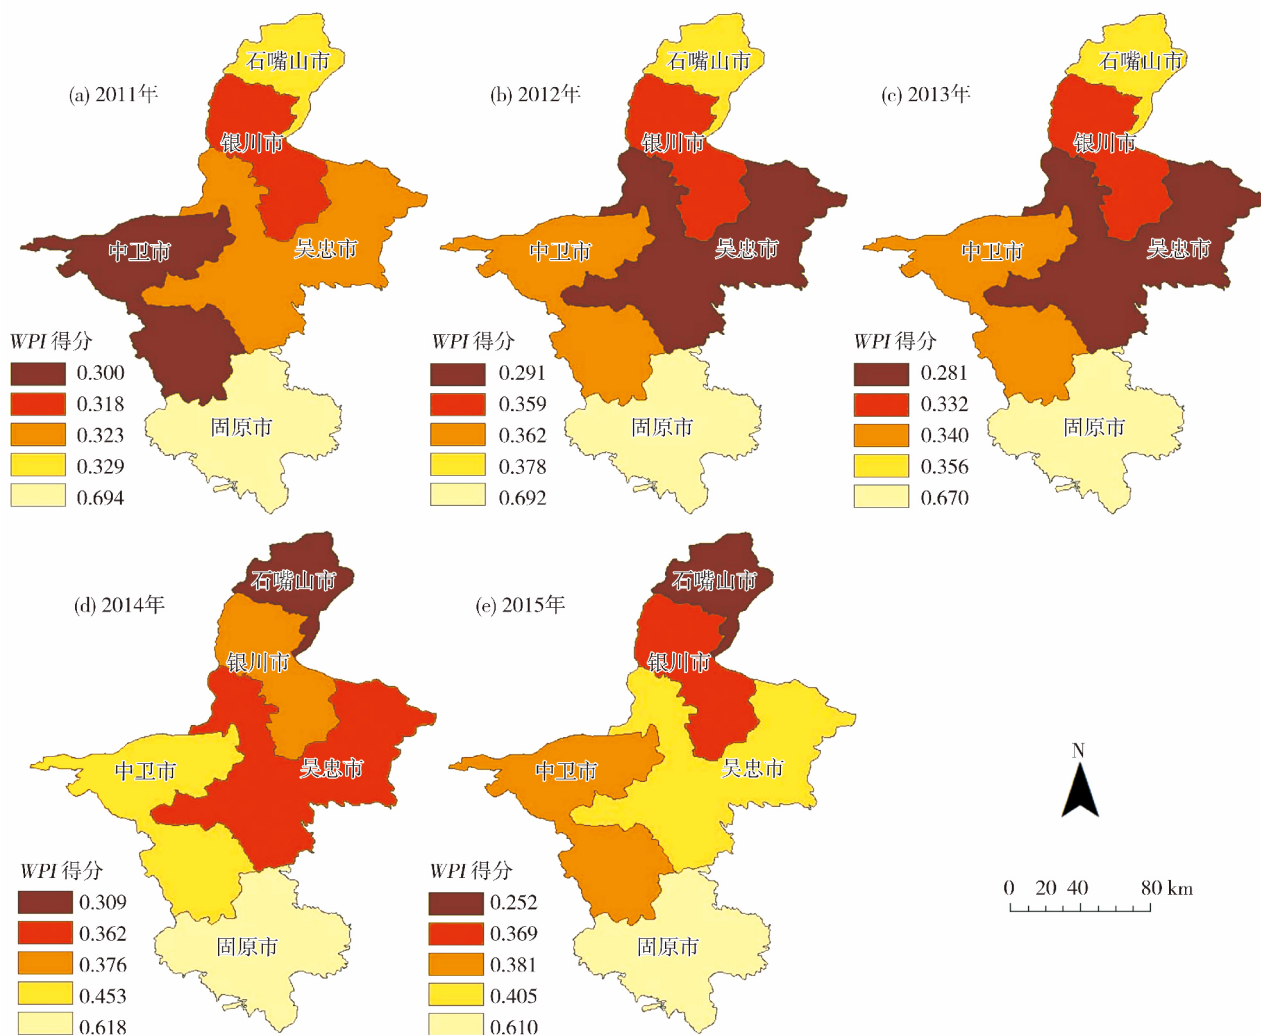 (a) 2011年
石嘴山市
银川市
中卫市
吴忠市
固原市
WPI 得分
0.300
0.318
0.323
0.329
0.694
(b) 2012年
石嘴山市
银川市
中卫市
吴忠市
固原市
WPI 得分
0.291
0.359
0.362
0.378
0.692
(c) 2013年
石嘴山市
银川市
中卫市
吴忠市
固原市
WPI 得分
0.281
0.332
0.340
0.356
0.670
(d) 2014年
石嘴山市
银川市
中卫市
吴忠市
固原市
WPI 得分
0.309
0.362
0.376
0.453
0.618
(e) 2015年
石嘴山市
银川市
中卫市
吴忠市
固原市
WPI 得分
0.252
0.369
0.381
0.405
0.610
N
0 20 40 80 km